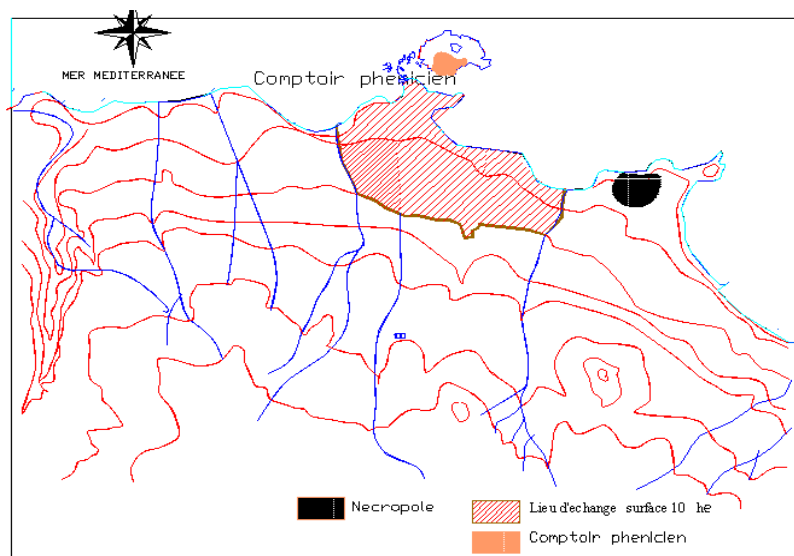 MER MEDITERRANEE
Comptoir phenicien
Necropole
Lieu d'echange surface 10 he
Comptoir phenicien